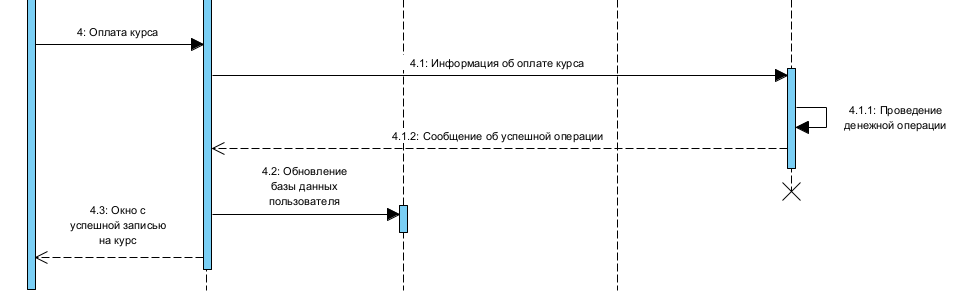 4: Оплата курса
4.1: Информация об оплате курса
4.1.1: Проведение
денежной операции
4.1.2: Сообщение об успешной операции
4.2: Обновление
базы данных
пользователя
4.3: Окно с
успешной записью
на курс